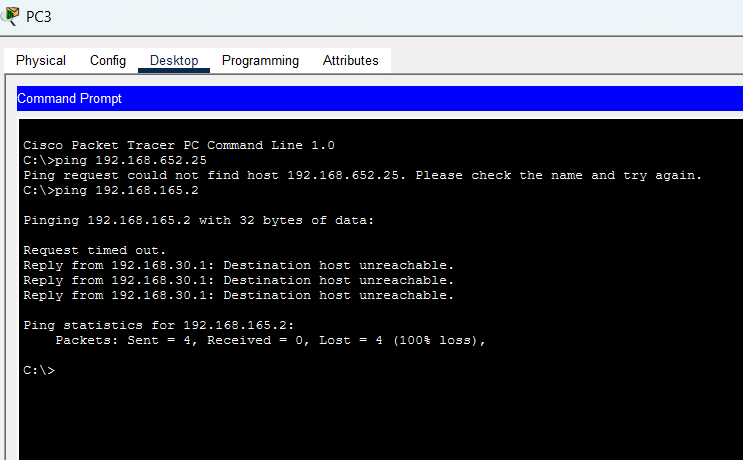 PC3
Physical Config Desktop Programming Attributes
Command Prompt
Cisco Packet Tracer PC Command Line 1.0
C:\>ping 192.168.652.25
Ping request could not find host 192.168.652.25. Please check the name and try again.
C:\>ping 192.168.165.2
Pinging 192.168.165.2 with 32 bytes of data:
Request timed out.
Reply from 192.168.30.1: Destination host unreachable.
Reply from 192.168.30.1: Destination host unreachable.
Reply from 192.168.30.1: Destination host unreachable.
Ping statistics for 192.168.165.2:
Packets: Sent = 4, Received = 0, Lost = 4 (100% loss),
C:\>